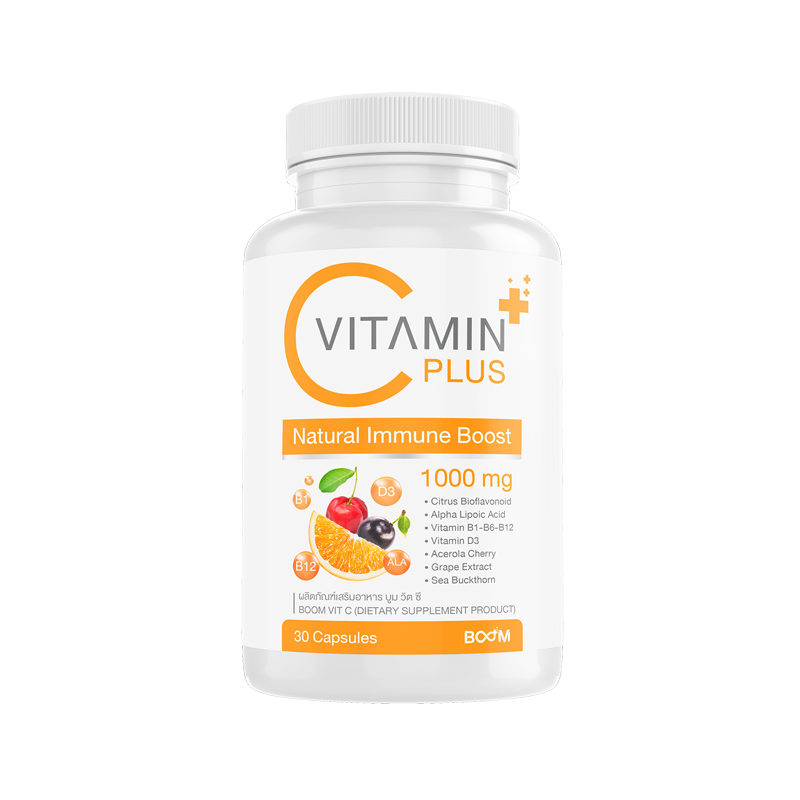 C
VITAMIN
PLUS
Natural Immune Boost
1000 mg
• Citrus Bioflavonoid
• Alpha Lipoic Acid
• Vitamin B1-B6-B12
• Vitamin D3
• Acerola Cherry
• Grape Extract
• Sea Buckthorn
B1
D3
B12
ALA
ผลิตภัณฑ์เสริมอาหาร บูม วิต ซี
BOOM VIT C (DIETARY SUPPLEMENT PRODUCT)
30 Capsules
BOOM